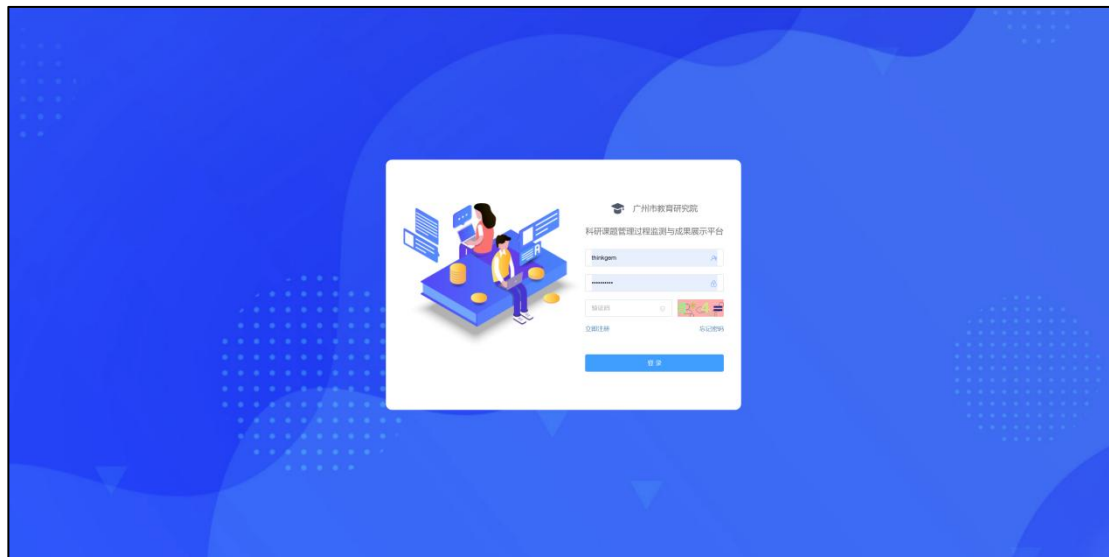 广州市教育研究院
科研课题管理过程监测与成果展示平台
thinkgem
验证码
立即注册 忘记密码
登 录